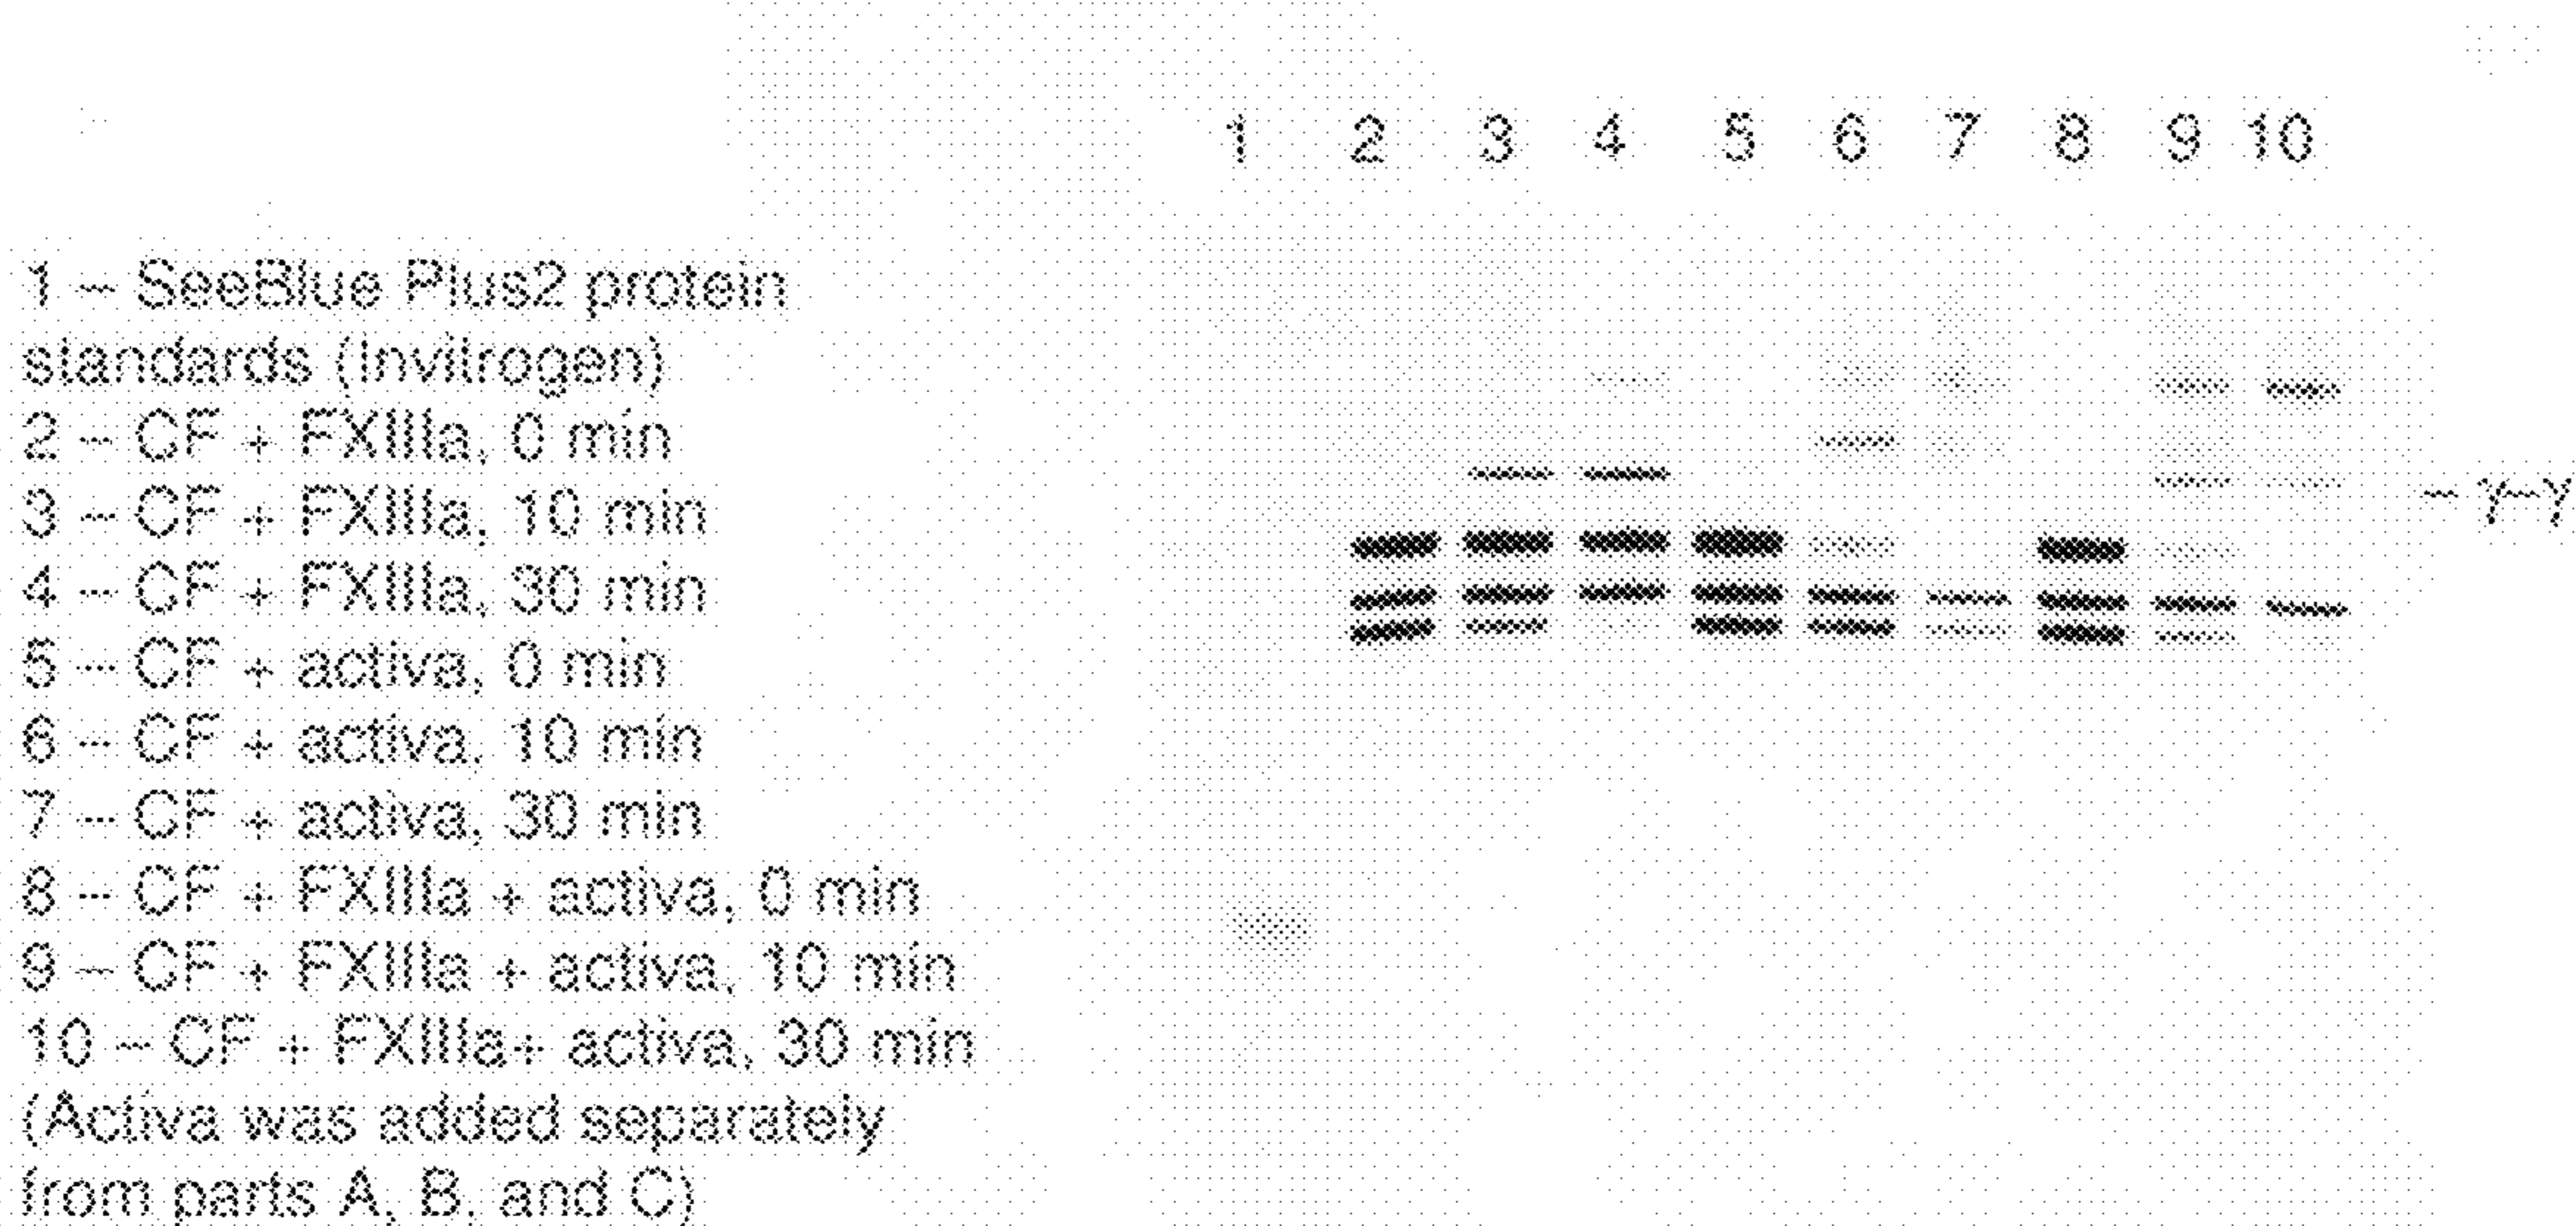 1 2 3 4 5 6 7 8 9 10
1 – SeeBlue Plus2 protein
standards (Invitrogen)
2 – CF + FXIIIa, 0 min
3 – CF + FXIIIa, 10 min
4 – CF + FXIIIa, 30 min
5 – CF + activa, 0 min
6 – CF + activa, 10 min
7 – CF + activa, 30 min
8 – CF + FXIIIa + activa, 0 min
9 – CF + FXIIIa + activa, 10 min
10 – CF + FXIIIa+ activa, 30 min
(Activa was added separately
from parts A, B, and C)
– γ–γ